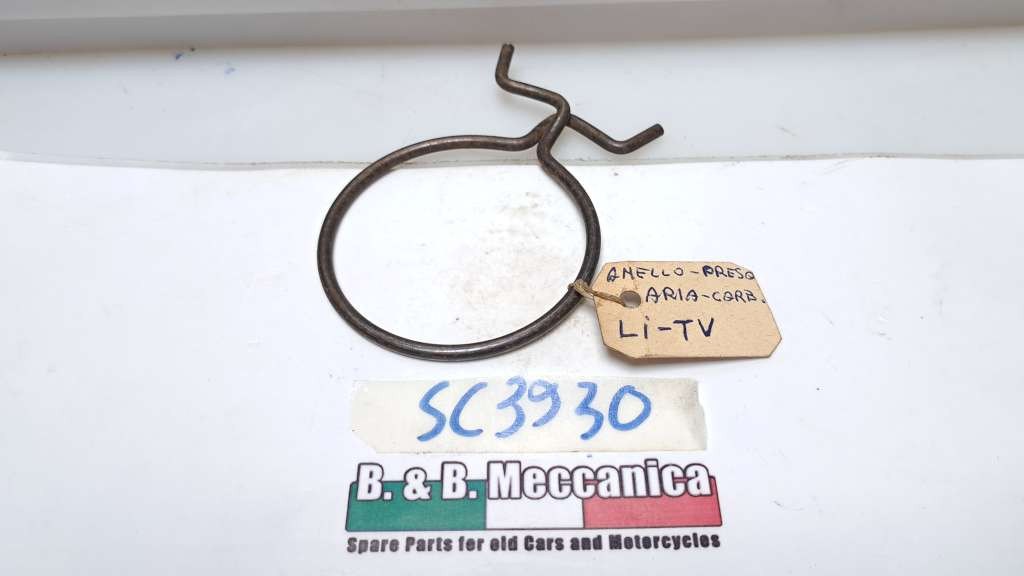 ANELLO-PRESA
ARIA-CARB.
Li-TV
SC3930
B. & B. Meccanica
Spare Parts for old Cars and Motorcycles